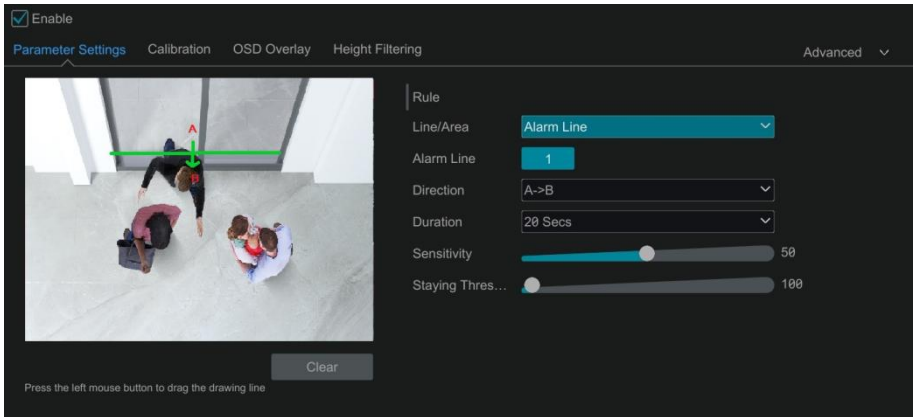 Enable
Parameter Settings Calibration OSD Overlay Height Filtering Advanced
A
B
Rule
Line/Area Alarm Line
Alarm Line 1
Direction A->B
Duration 20 Secs
Sensitivity 50
Staying Thres... 100
Clear
Press the left mouse button to drag the drawing line